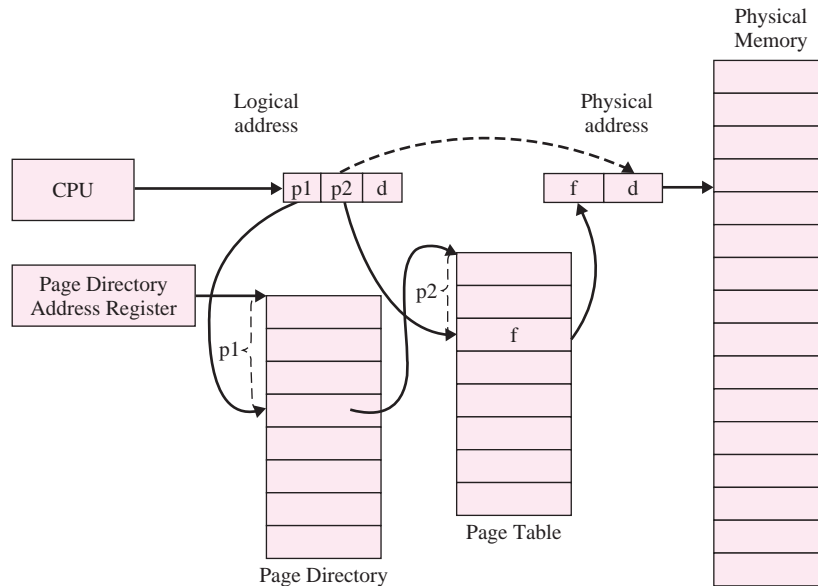 Physical
Memory
Logical
address
Physical
address
CPU
p1 p2 d
f d
Page Directory
Address Register
p2
p1
f
Page Table
Page Directory